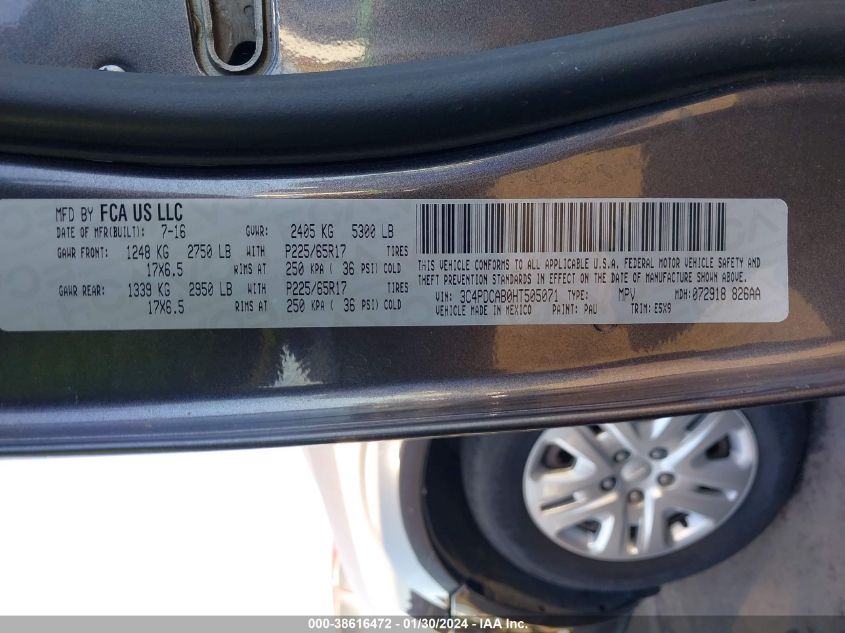 MFD BY FCA US LLC
DATE OF MFR(BUILT): 7-16 GVWR: 2405 KG 5300 LB
GAWR FRONT: 1248 KG 2750 LB WITH P225/65R17 TIRES
17X6.5 RIMS AT 250 KPA ( 36 PSI) COLD
GAWR REAR: 1339 KG 2950 LB WITH P225/65R17 TIRES
17X6.5 RIMS AT 250 KPA ( 36 PSI) COLD
THIS VEHICLE CONFORMS TO ALL APPLICABLE U.S.A. FEDERAL MOTOR VEHICLE SAFETY AND
THEFT PREVENTION STANDARDS IN EFFECT ON THE DATE OF MANUFACTURE SHOWN ABOVE.
VIN: 3C4PDCAB0HT505071 TYPE: MPV MDH: 072918 826AA
VEHICLE MADE IN MEXICO PAINT: PAU TRIM: E5X9
000-38616472 - 01/30/2024 - IAAI.com